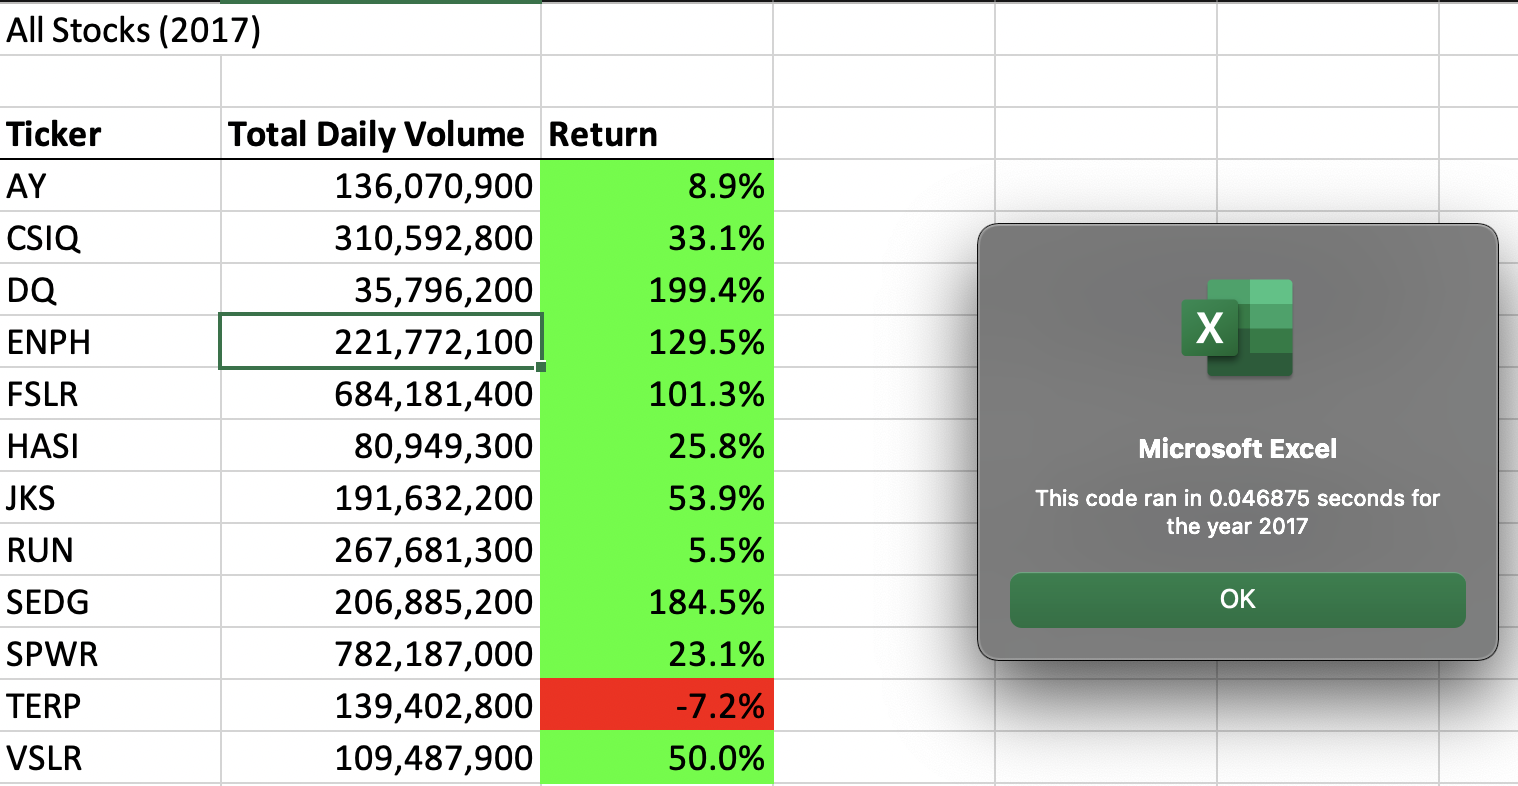 All Stocks (2017)
Ticker Total Daily Volume Return
AY 136,070,900 8.9%
CSIQ 310,592,800 33.1%
DQ 35,796,200 199.4%
ENPH 221,772,100 129.5%
FSLR 684,181,400 101.3%
HASI 80,949,300 25.8%
JKS 191,632,200 53.9%
RUN 267,681,300 5.5%
SEDG 206,885,200 184.5%
SPWR 782,187,000 23.1%
TERP 139,402,800 -7.2%
VSLR 109,487,900 50.0%
X
Microsoft Excel
This code ran in 0.046875 seconds for
the year 2017
OK